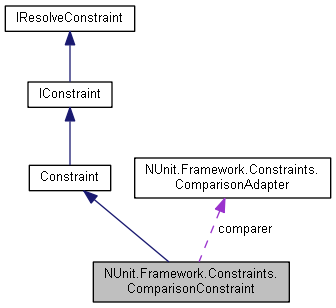 IResolveConstraint
IConstraint
Constraint
NUnit.Framework.Constraints.
ComparisonAdapter
comparer
NUnit.Framework.Constraints.
ComparisonConstraint